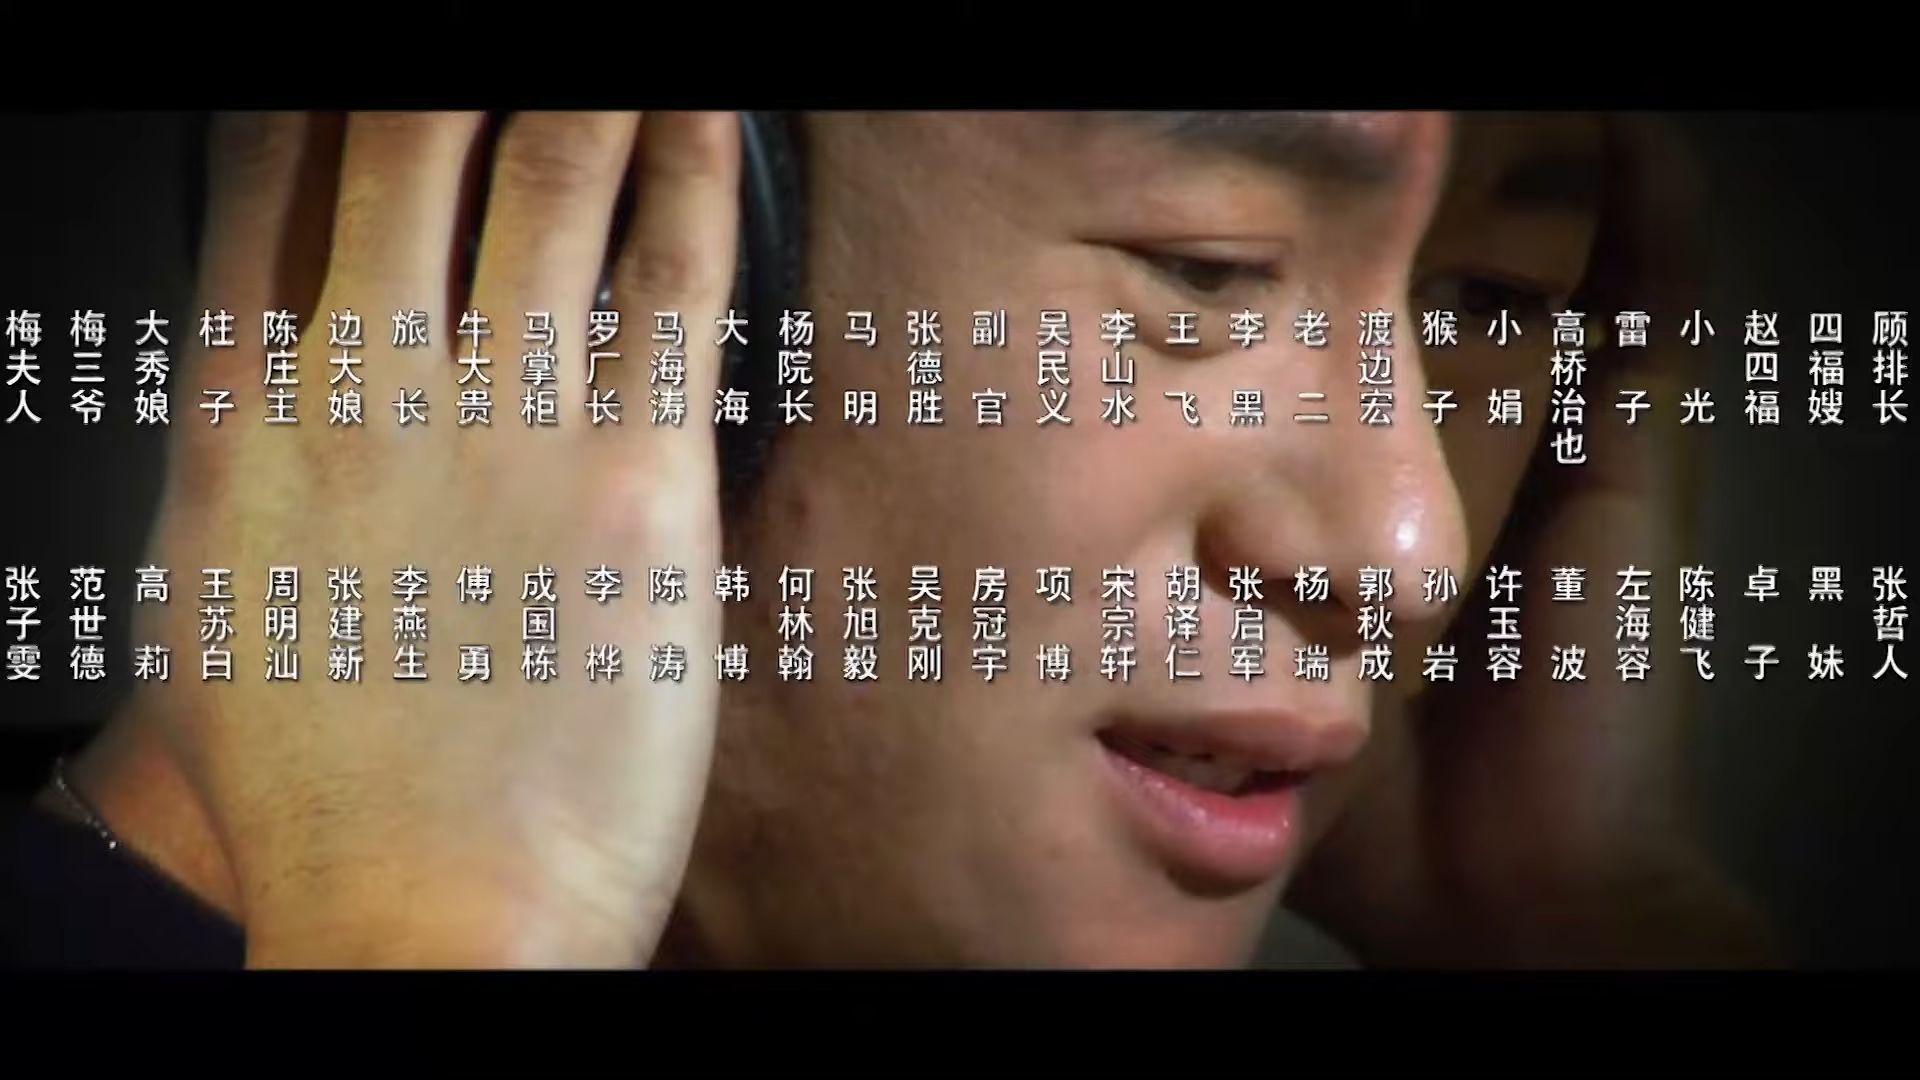 顾排长
四福嫂
赵四福
小光
雷子
高桥治也
小娟
猴子
渡边宏
老二
李黑
王飞
李山水
吴民义
副官
张德胜
马明
杨院长
大海
马海涛
罗厂长
马掌柜
牛大贵
旅长
边大娘
陈庄主
柱子
大秀娘
梅三爷
梅夫人
张哲人
黑妹
卓子
陈健飞
左海容
董波
许玉容
孙岩
郭秋成
杨瑞
张启军
胡译仁
宋宗轩
项博
房冠宇
吴克刚
张旭毅
何林翰
韩博
陈涛
李桦
成国栋
傅勇
李燕生
张建新
周明汕
王苏白
高莉
范世德
张子雯